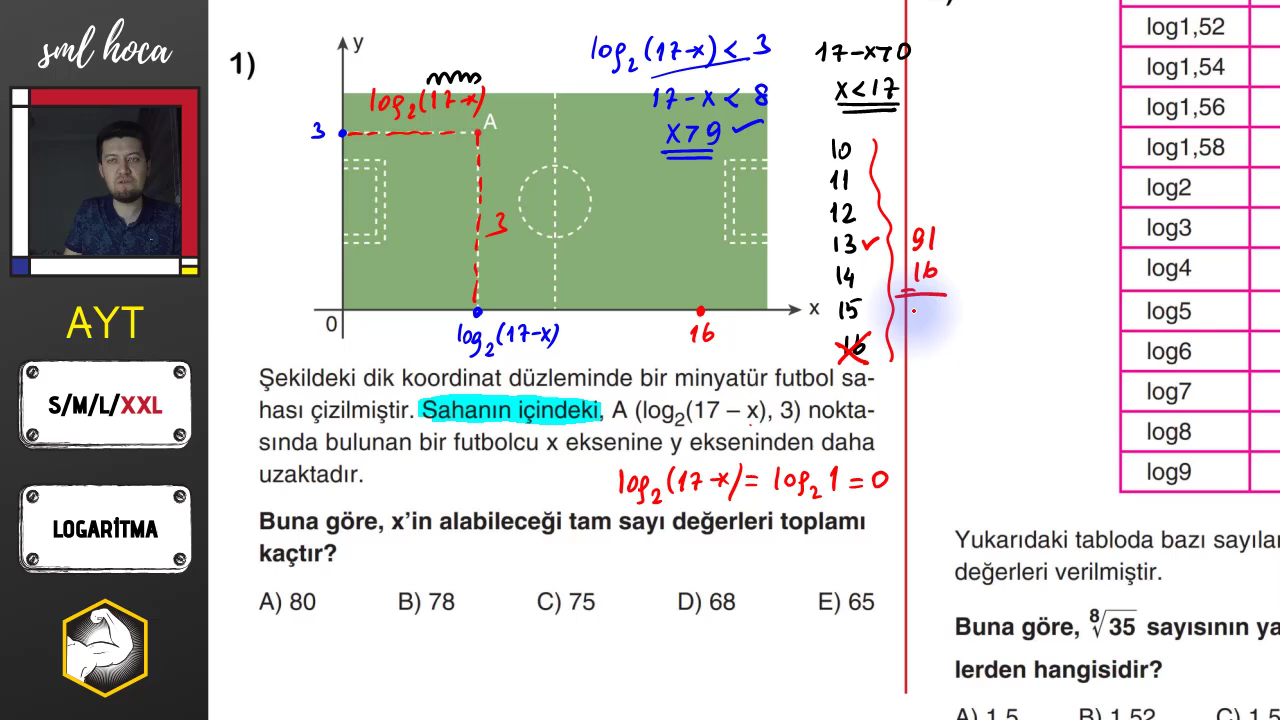 sml hoca
AYT
S/M/L/XXL
LOGARİTMA
1)
y
log₂(17-x)
A
3
3
0
log₂(17-x)
16
x
log₂(17-x) < 3
17 - x < 8
x > 9 ✓
17-x>0
x<17
10
11
12
13 ✓
14
15
16
91
16
Şekildeki dik koordinat düzleminde bir minyatür futbol sa-
hası çizilmiştir. Sahanın içindeki, A (log₂(17 – x), 3) nokta-
sında bulunan bir futbolcu x eksenine y ekseninden daha
uzaktadır.
log₂(17-x) = log₂ 1 = 0
Buna göre, x'in alabileceği tam sayı değerleri toplamı
kaçtır?
A) 80 B) 78 C) 75 D) 68 E) 65
log1,52
log1,54
log1,56
log1,58
log2
log3
log4
log5
log6
log7
log8
log9
Yukarıdaki tabloda bazı sayılar
değerleri verilmiştir.
Buna göre, ⁸√35 sayısının ya
lerden hangisidir?
A) 1,5 B) 1,52 C) 1,5